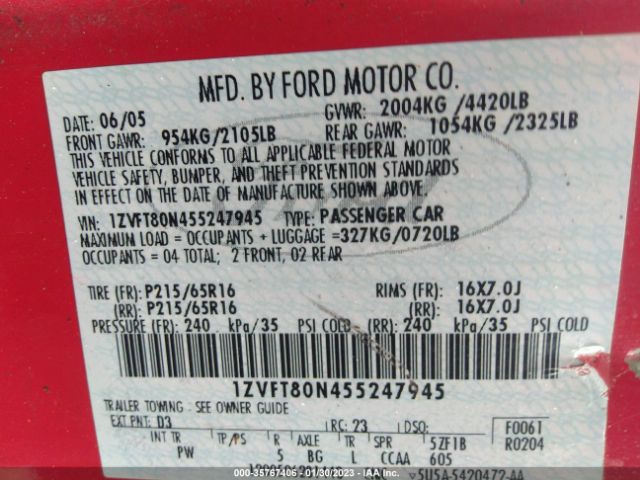 MFD. BY FORD MOTOR CO.
DATE: 06/05 GVWR: 2004KG /4420LB
FRONT GAWR: 954KG/2105LB REAR GAWR: 1054KG /2325LB
THIS VEHICLE CONFORMS TO ALL APPLICABLE FEDERAL MOTOR
VEHICLE SAFETY, BUMPER, AND THEFT PREVENTION STANDARDS
IN EFFECT ON THE DATE OF MANUFACTURE SHOWN ABOVE.
VIN: 1ZVFT80N455247945 TYPE: PASSENGER CAR
MAXIMUM LOAD = OCCUPANTS + LUGGAGE =327KG/0720LB
OCCUPANTS = 04 TOTAL; 2 FRONT, 02 REAR
TIRE (FR): P215/65R16 RIMS (FR): 16X7.0J
(RR): P215/65R16 (RR): 16X7.0J
PRESSURE (FR): 240 kPa/35 PSI COLD (RR): 240 kPa/35 PSI COLD
1ZVFT80N455247945
TRAILER TOWING - SEE OWNER GUIDE
EXT PNT: D3 RC: 23 DSO: F0061
INT TR TP/PS R AXLE TR SPR 5ZF1B R0204
PW 5 BG L CCAA 605
5U5A-5420472-AA
© 00-35767406 - 01/30/2023 - IAAI.COM